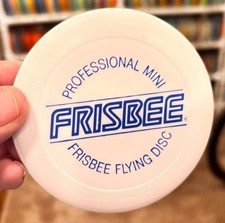 PROFESSIONAL MINI
FRISBEE
FRISBEE FLYING DISC